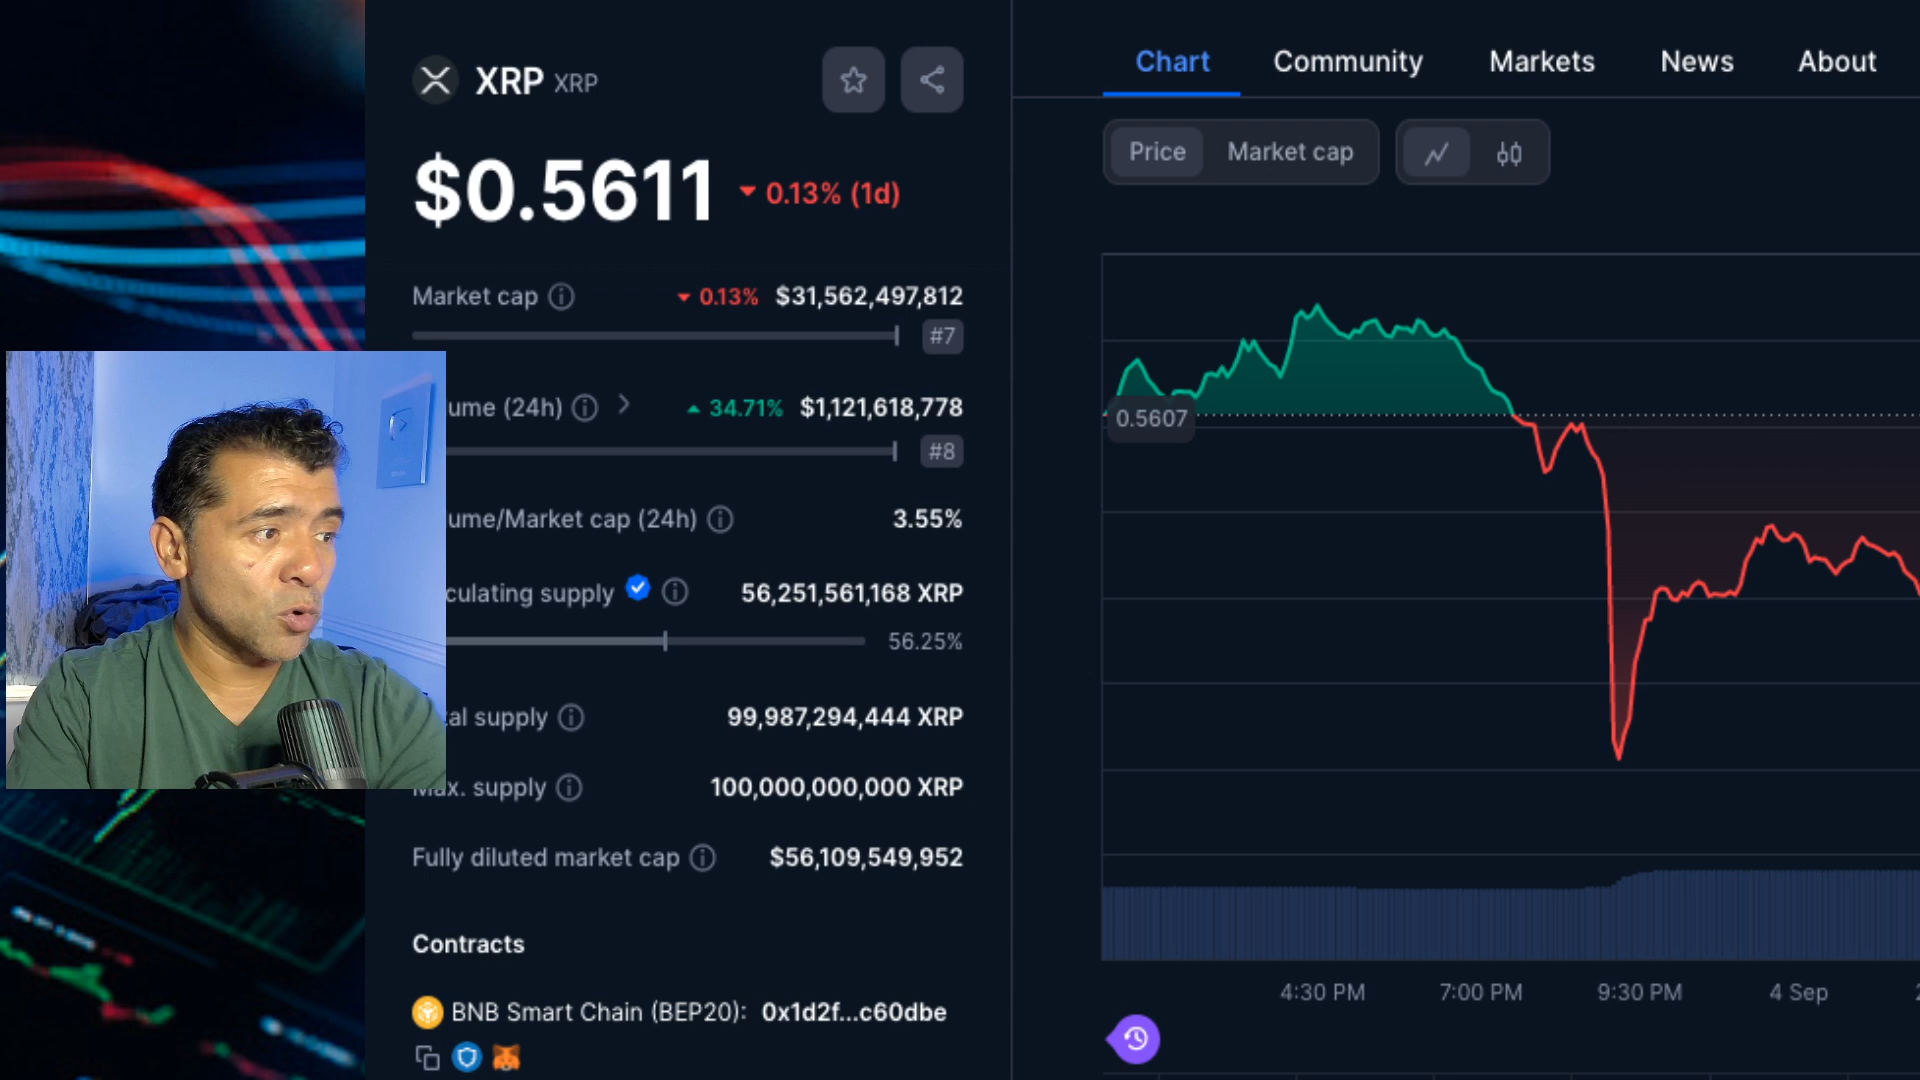 XRP XRP
$0.5611 0.13% (1d)
Market cap 0.13% $31,562,497,812
#7
ume (24h) 34.71% $1,121,618,778
#8
ume/Market cap (24h) 3.55%
culating supply 56,251,561,168 XRP
56.25%
al supply 99,987,294,444 XRP
Max. supply 100,000,000,000 XRP
Fully diluted market cap $56,109,549,952
Contracts
BNB Smart Chain (BEP20): 0x1d2f...c60dbe
Chart Community Markets News About
Price Market cap
0.5607
4:30 PM 7:00 PM 9:30 PM 4 Sep 2